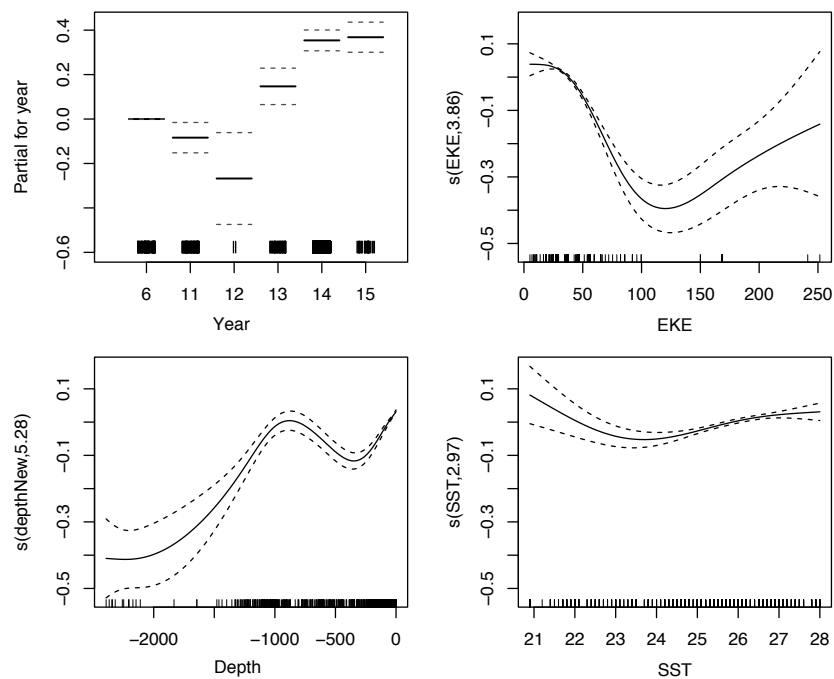 Partial for year
0.4
0.2
0.0
−0.2
−0.6
6 11 12 13 14 15
Year
s(EKE,3.86)
0.1
−0.1
−0.3
−0.5
0 50 100 150 200 250
EKE
s(depthNew,5.28)
0.1
−0.1
−0.3
−0.5
−2000 −1000 −500 0
Depth
s(SST,2.97)
0.1
−0.1
−0.3
−0.5
21 22 23 24 25 26 27 28
SST